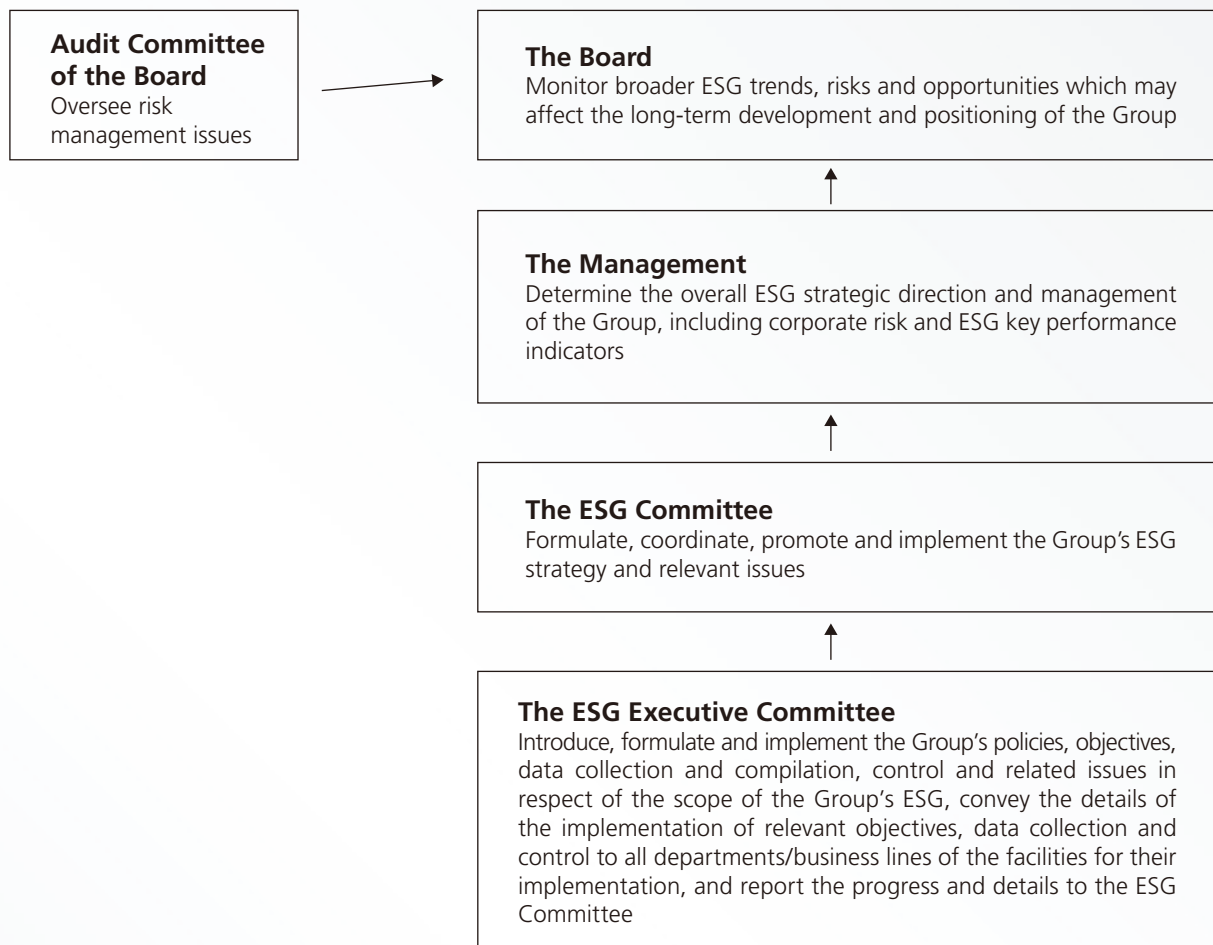 Audit Committee
of the Board
Oversee risk
management issues
The Board
Monitor broader ESG trends, risks and opportunities which may
affect the long-term development and positioning of the Group
The Management
Determine the overall ESG strategic direction and management
of the Group, including corporate risk and ESG key performance
indicators
The ESG Committee
Formulate, coordinate, promote and implement the Group’s ESG
strategy and relevant issues
The ESG Executive Committee
Introduce, formulate and implement the Group’s policies, objectives,
data collection and compilation, control and related issues in
respect of the scope of the Group’s ESG, convey the details of
the implementation of relevant objectives, data collection and
control to all departments/business lines of the facilities for their
implementation, and report the progress and details to the ESG
Committee